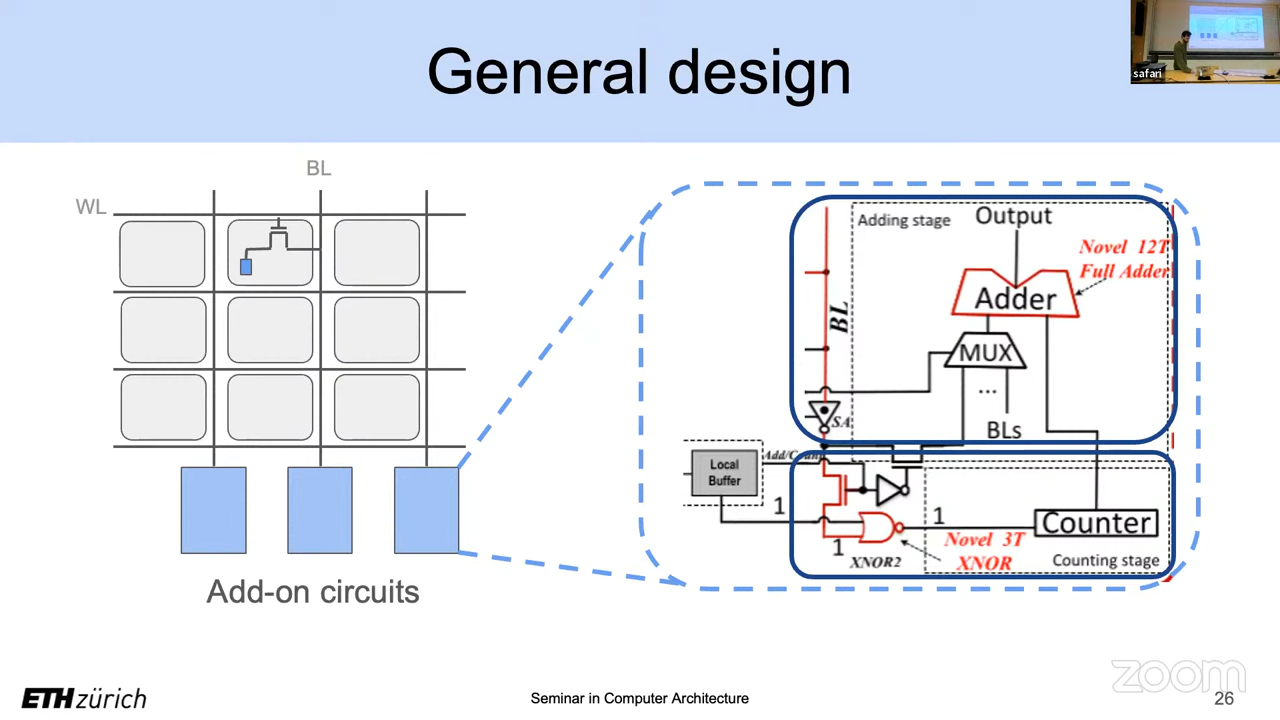 General design
safari
BL
WL
Add-on circuits
Adding stage
Output
Novel 12T
Full Adder
Adder
BL
MUX
...
BLs
SA
Local
Buffer
Add/Count
1
1
1
XNOR2
Novel 3T
XNOR
Counter
Counting stage
ETH zürich
Seminar in Computer Architecture
zoom
26